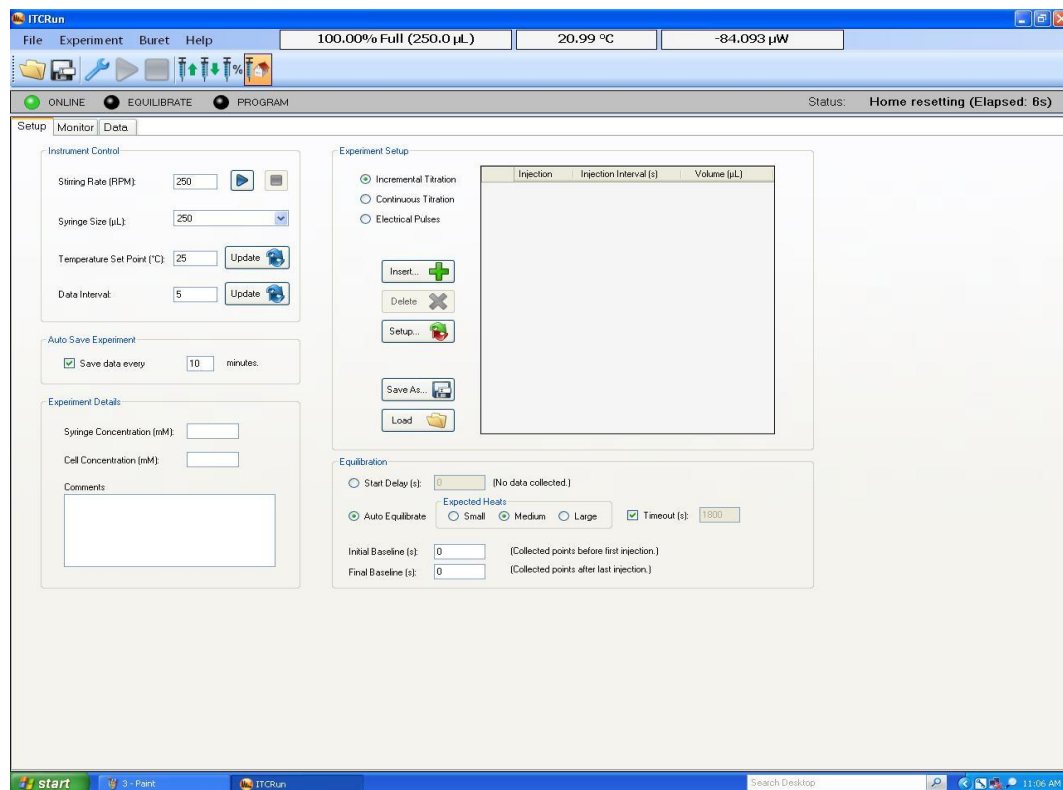 ITCRun
File Experiment Buret Help 100.00% Full (250.0 µL) 20.99 ºC -84.093 µW
%
ONLINE EQUILIBRATE PROGRAM Status: Home resetting (Elapsed: 6s)
Setup Monitor Data
Instrument Control
Stirring Rate (RPM): 250
Syringe Size (µL): 250
Temperature Set Point (°C): 25 Update
Data Interval: 5 Update
Auto Save Experiment
Save data every 10 minutes.
Experiment Details
Syringe Concentration (mM):
Cell Concentration (mM):
Comments
Experiment Setup
Incremental Titration
Continuous Titration
Electrical Pulses
Injection Injection Interval (s) Volume (µL)
Insert...
Delete
Setup...
Save As...
Load
Equilibration
Start Delay (s): 0 (No data collected.)
Expected Heats
Auto Equilibrate Small Medium Large Timeout (s): 1800
Initial Baseline (s): 0 (Collected points before first injection.)
Final Baseline (s): 0 (Collected points after last injection.)
start 3 - Paint ITCRun Search Desktop 11:06 AM